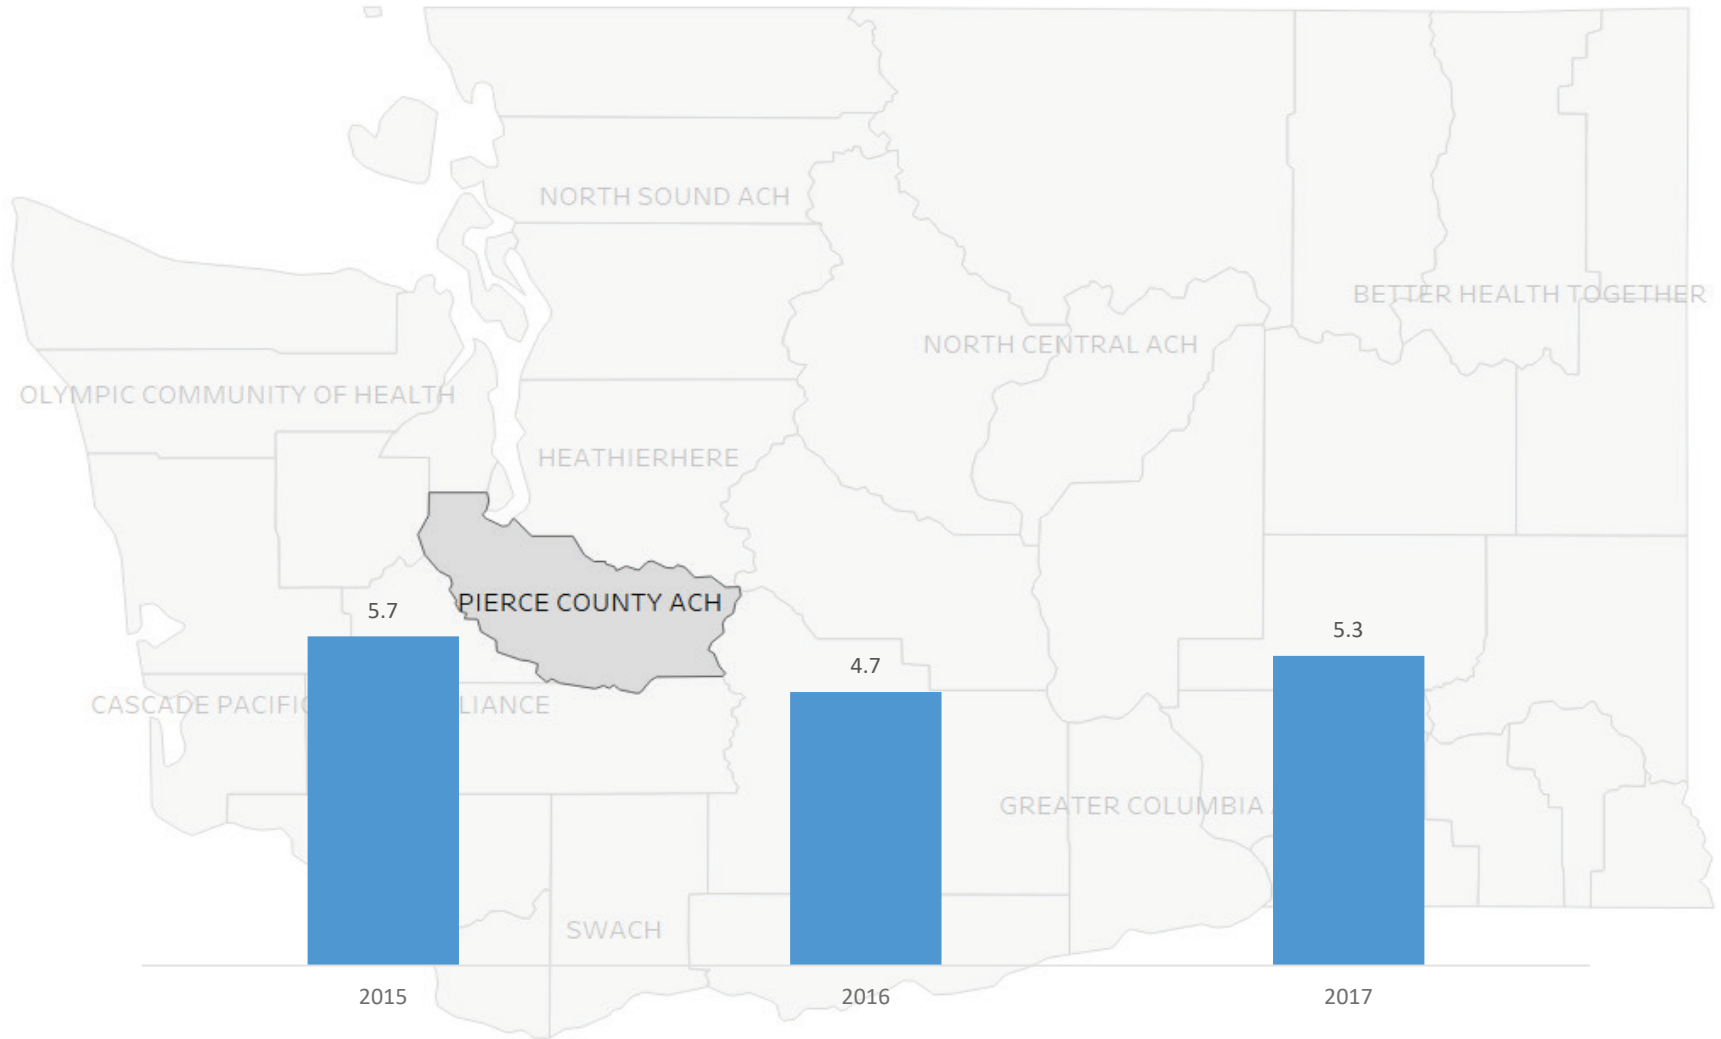 NORTH SOUND ACH
BETTER HEALTH TOGETHER
NORTH CENTRAL ACH
OLYMPIC COMMUNITY OF HEALTH
HEATHIERHERE
PIERCE COUNTY ACH
5.7
5.3
4.7
CASCADE PACIFIC LIANCE
GREATER COLUMBIA
SWACH
2015 2016 2017